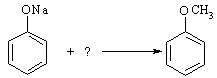 ONa
OCH3
+ ?